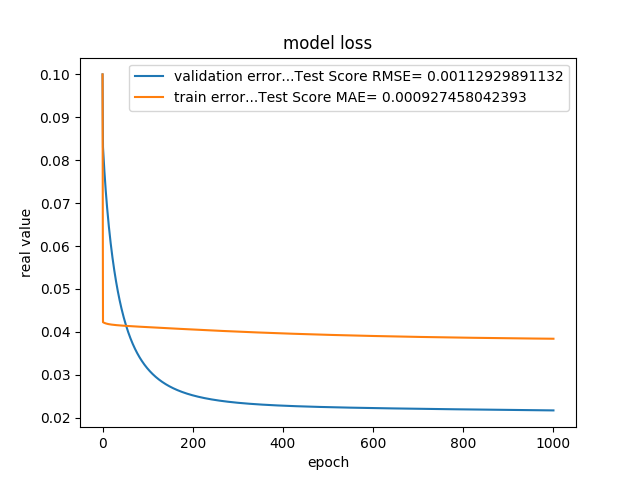 model loss
validation error...Test Score RMSE= 0.00112929891132
train error...Test Score MAE= 0.000927458042393
real value
0.10
0.09
0.08
0.07
0.06
0.05
0.04
0.03
0.02
0 200 400 600 800 1000
epoch